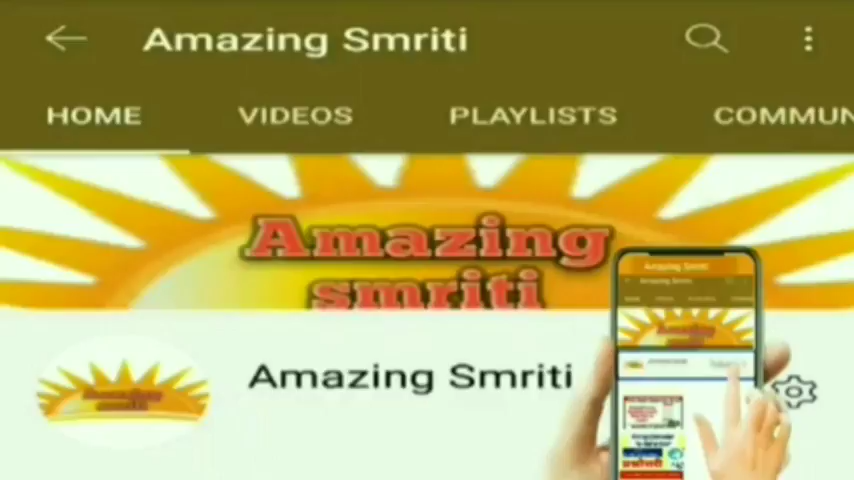 Amazing Smriti
HOME VIDEOS PLAYLISTS COMMUN
Amazing
smriti
Amazing Smriti